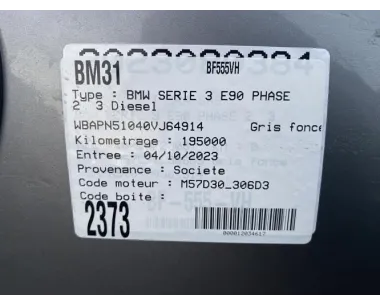 BM31 BF555VH
Type : BMW SERIE 3 E90 PHASE
2 3 Diesel
WBAPN51040VJ64914 Gris fonce
Kilometrage : 195000
Entree : 04/10/2023
Provenance : Societe
Code moteur : M57D30_306D3
Code boite :
2373
000012034612